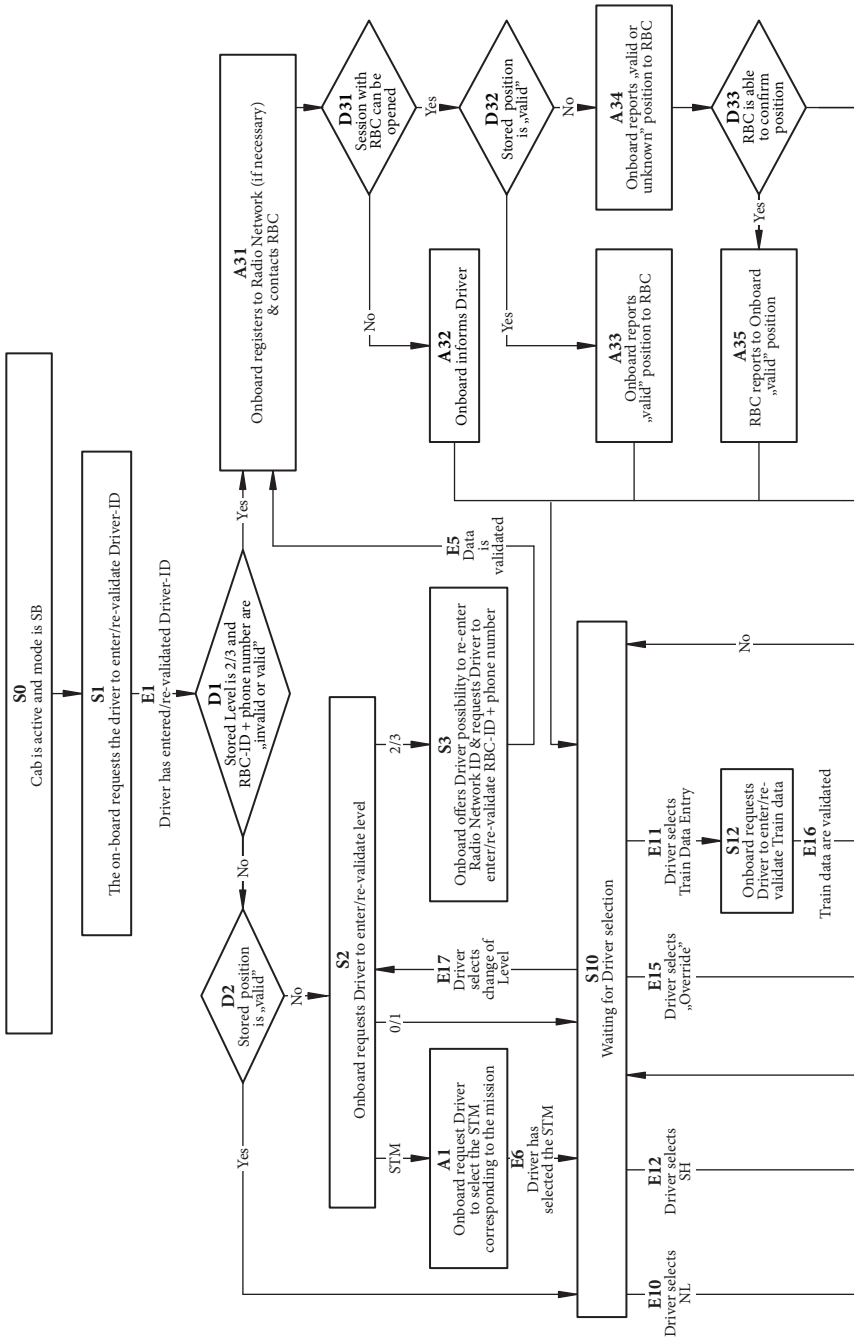 S0
Cab is active and mode is SB
S1
The on-board requests the driver to enter/re-validate Driver-ID
E1
Driver has entered/re-validated Driver-ID
D1
Stored Level is 2/3 and
RBC-ID + phone number are
„invalid or valid”
No
Yes
D2
Stored position
is „valid”
Yes
No
A31
Onboard registers to Radio Network (if necessary)
& contacts RBC
D31
Session with
RBC can be
opened
No
Yes
S2
Onboard requests Driver to enter/re-validate level
STM
0/1
2/3
A1
Onboard request Driver
to select the STM
corresponding to the mission
E6
Driver has
selected the STM
E17
Driver
selects
change of
Level
S3
Onboard offers Driver possibility to re-enter
Radio Network ID & requests Driver to
enter/re-validate RBC-ID + phone number
E5
Data
is
validated
A32
Onboard informs Driver
D32
Stored position
is „valid”
Yes
No
A33
Onboard reports
„valid” position to RBC
A34
Onboard reports „valid or
unknown” position to RBC
S10
Waiting for Driver selection
A35
RBC reports to Onboard
„valid” position
Yes
D33
RBC is able
to confirm
position
E10
Driver selects
NL
E12
Driver selects
SH
E15
Driver selects
„Override”
E11
Driver selects
Train Data Entry
No
S12
Onboard requests
Driver to enter/re-
validate Train data
E16
Train data are validated